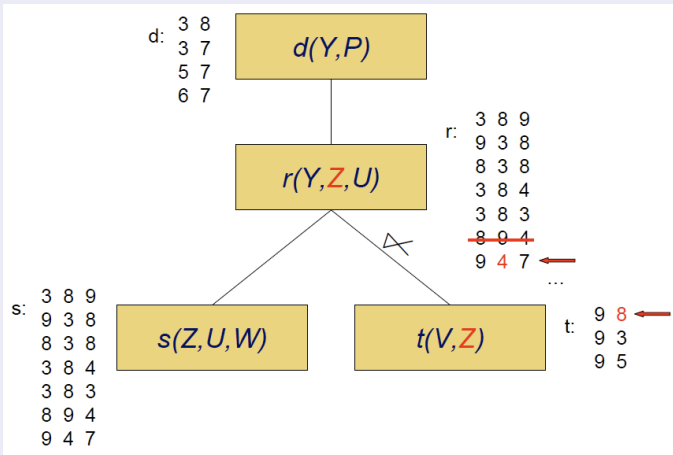 d:
3 8
3 7
5 7
6 7
d(Y,P)
r:
3 8 9
9 3 8
8 3 8
3 8 4
3 8 3
8 9 4
9 4 7
...
r(Y,Z,U)
s:
3 8 9
9 3 8
8 3 8
3 8 4
3 8 3
8 9 4
9 4 7
s(Z,U,W)
t(V,Z)
t:
9 8
9 3
9 5